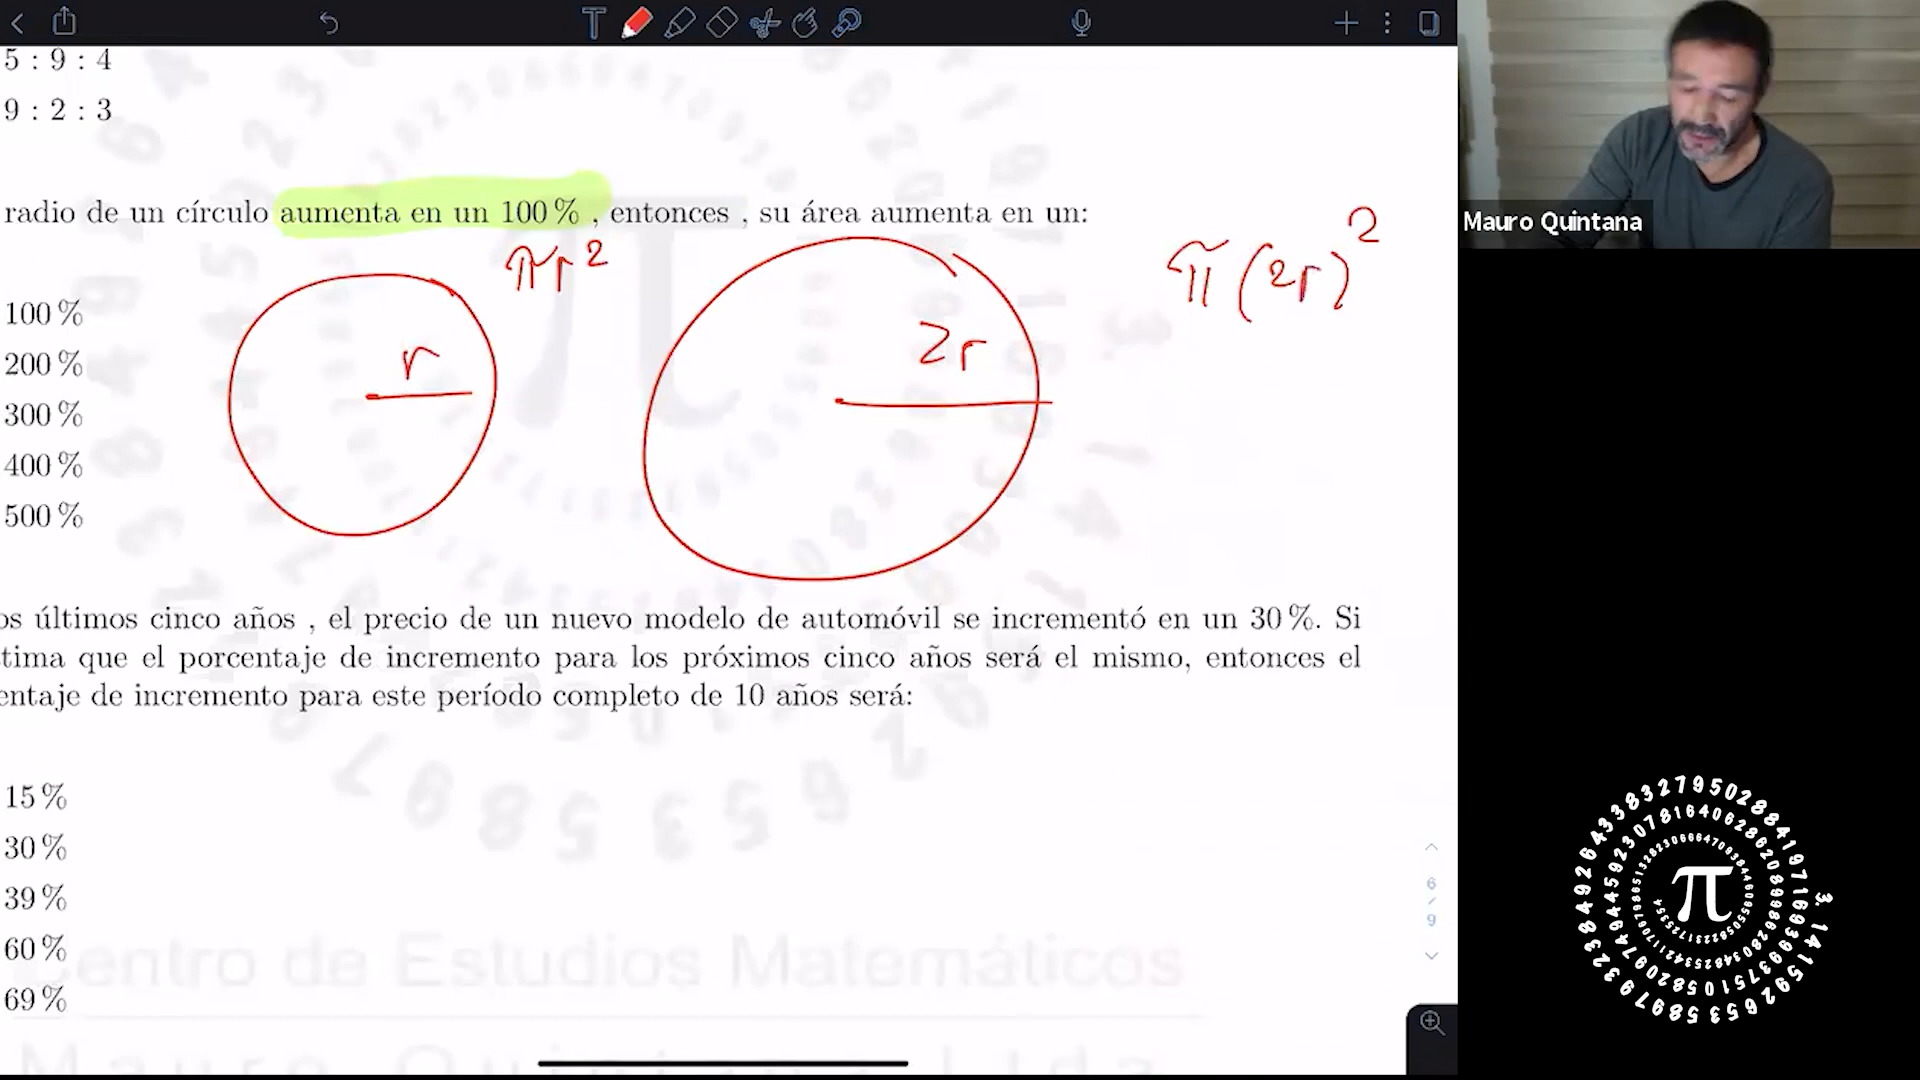 5 : 9 : 4
9 : 2 : 3
radio de un círculo aumenta en un 100 % , entonces , su área aumenta en un:
πr²
π(2r)²
Mauro Quintana
100 %
200 %
300 %
400 %
500 %
r
2r
os últimos cinco años , el precio de un nuevo modelo de automóvil se incrementó en un 30 %. Si
tima que el porcentaje de incremento para los próximos cinco años será el mismo, entonces el
entaje de incremento para este período completo de 10 años será:
15 %
30 %
39 %
60 %
69 %
6
9
Centro de Estudios Matemáticos
π